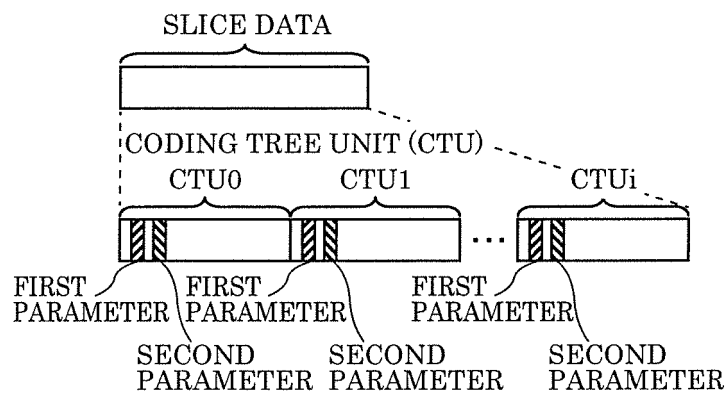 SLICE DATA
CODING TREE UNIT (CTU)
CTU0
CTU1
CTUi
...
FIRST
PARAMETER
FIRST
PARAMETER
FIRST
PARAMETER
SECOND
PARAMETER
SECOND
PARAMETER
SECOND
PARAMETER